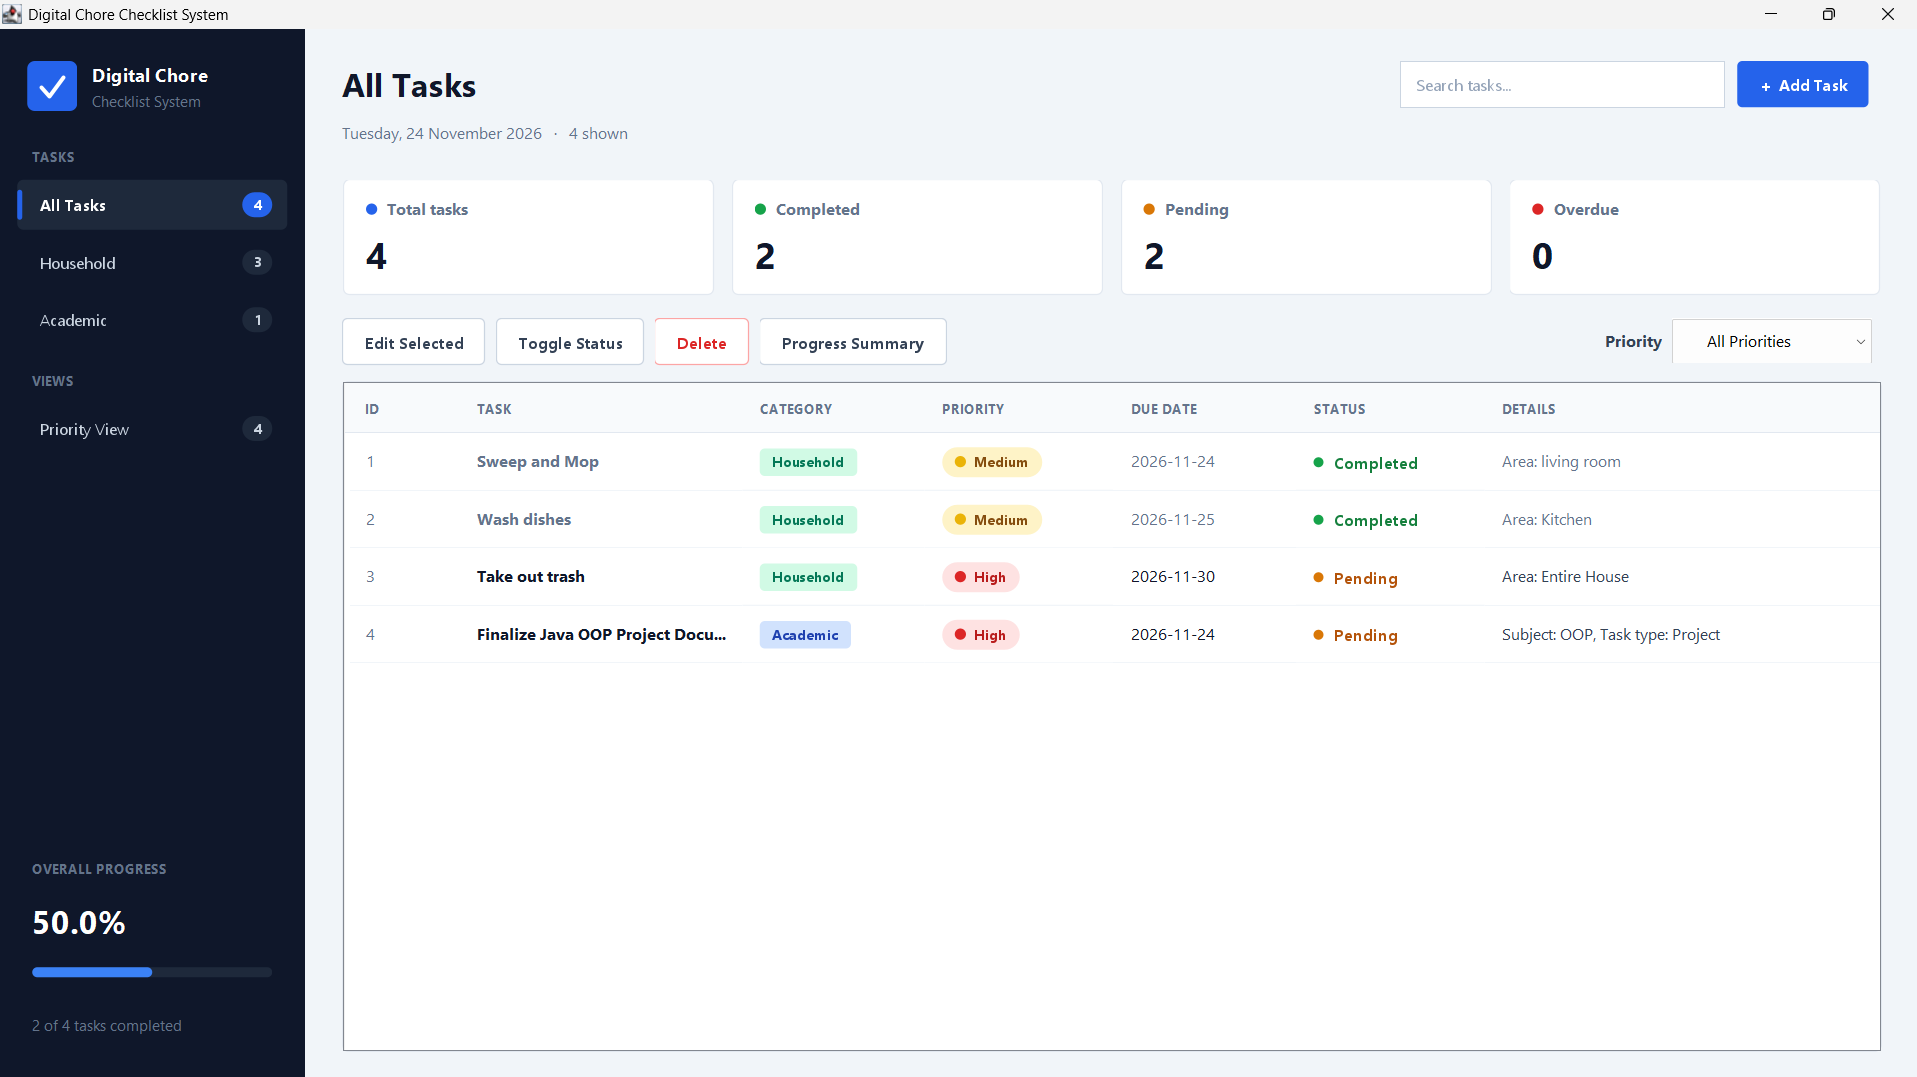 Digital Chore Checklist System
Digital Chore
Checklist System
TASKS
All Tasks 4
Household 3
Academic 1
VIEWS
Priority View 4
OVERALL PROGRESS
50.0%
2 of 4 tasks completed
All Tasks
Tuesday, 24 November 2026 · 4 shown
Search tasks...
+ Add Task
Total tasks
4
Completed
2
Pending
2
Overdue
0
Edit Selected Toggle Status Delete Progress Summary Priority All Priorities
ID TASK CATEGORY PRIORITY DUE DATE STATUS DETAILS
1 Sweep and Mop Household Medium 2026-11-24 Completed Area: living room
2 Wash dishes Household Medium 2026-11-25 Completed Area: Kitchen
3 Take out trash Household High 2026-11-30 Pending Area: Entire House
4 Finalize Java OOP Project Docu... Academic High 2026-11-24 Pending Subject: OOP, Task type: Project